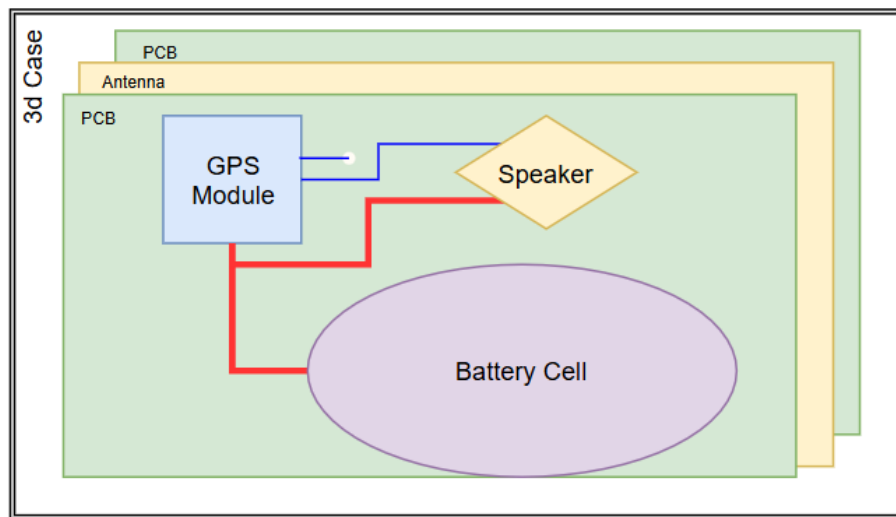 3d Case
PCB
Antenna
PCB
GPS
Module
Speaker
Battery Cell